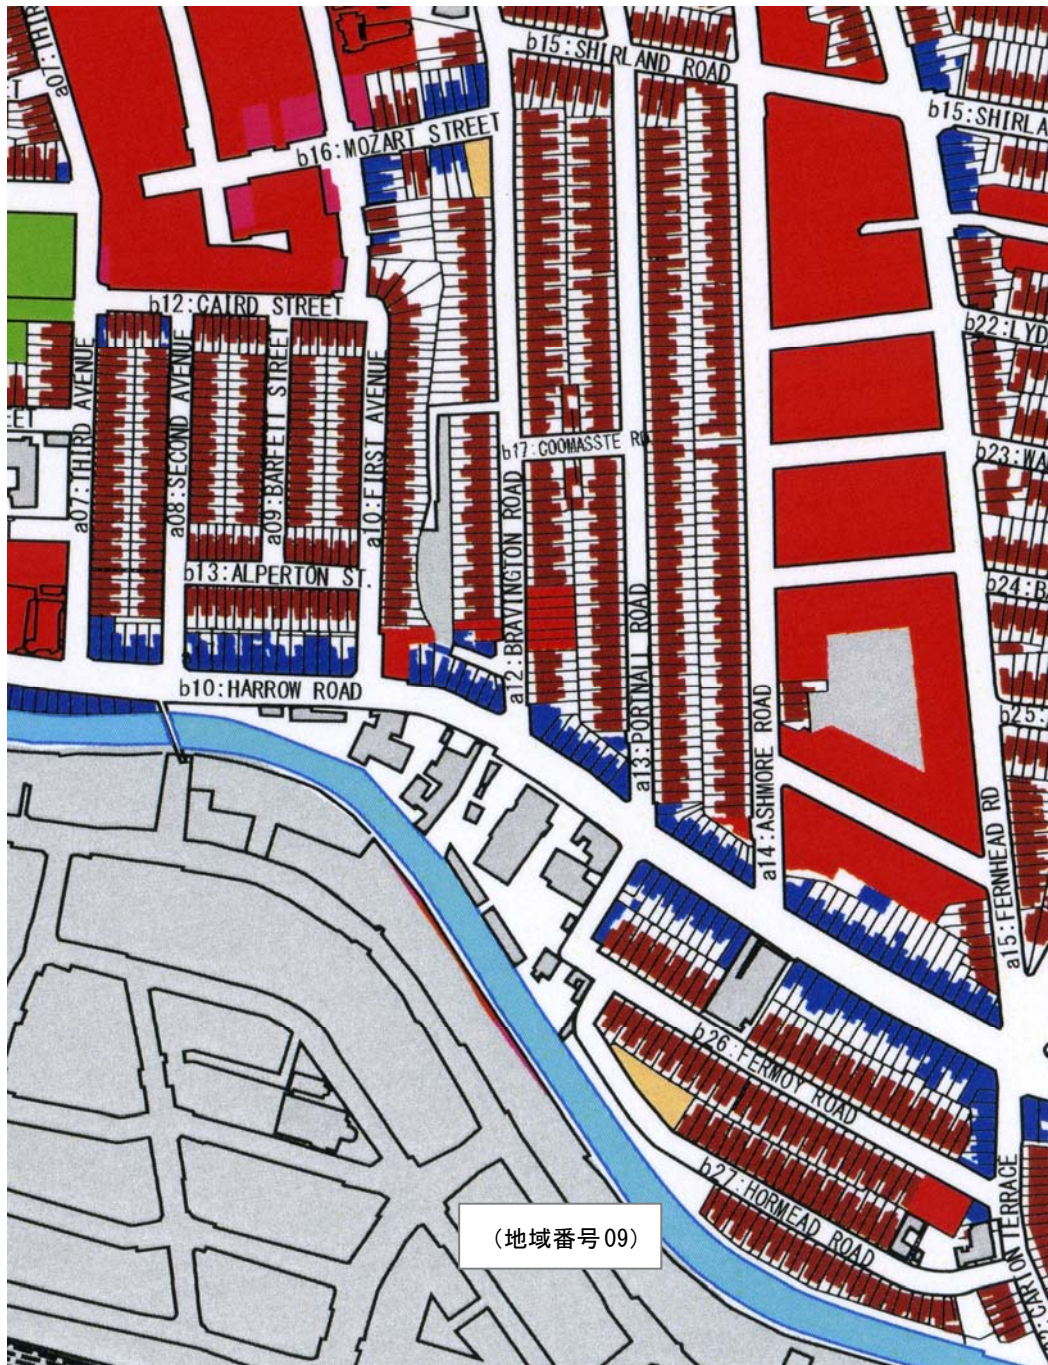 b15:SHIRLAND ROAD
b15:SHIRLA
b16:MOZART STREET
b12:CAIRD STREET
b22:LYD
ET
a07:THIRD AVENUE
a08:SECOND AVENUE
a09:BARFETT STREET
a10:FIRST AVENUE
b17:COOMASSTE RD
b23:WA
b13:ALPERTON ST.
a12:BRAVINGTON ROAD
a13:PORTNALL ROAD
b24:BA
b10:HARROW ROAD
b25:
a14:ASHMORE ROAD
a15:FERNHEAD RD
b26:FERMOY ROAD
b27:HORMEAD ROAD
CARTON TERRACE
(地域番号09)